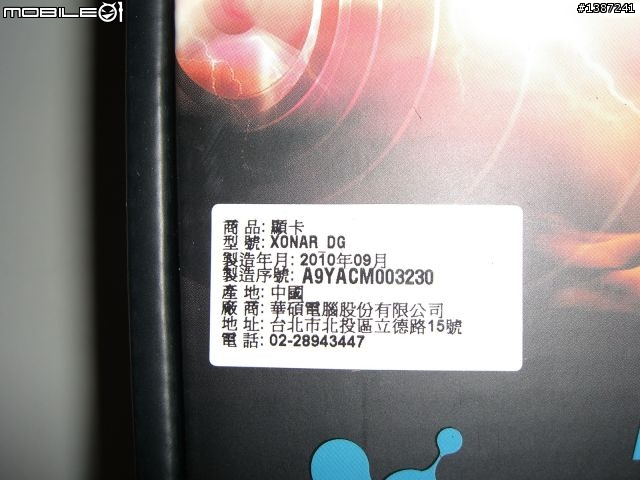 MOBILE01
#1387241
商 品: 顯卡
型 號: XONAR_DG
製造年月: 2010年09月
製造序號: A9YACM003230
產 地: 中國
廠 商: 華碩電腦股份有限公司
地 址: 台北市北投區立德路15號
電 話: 02-28943447